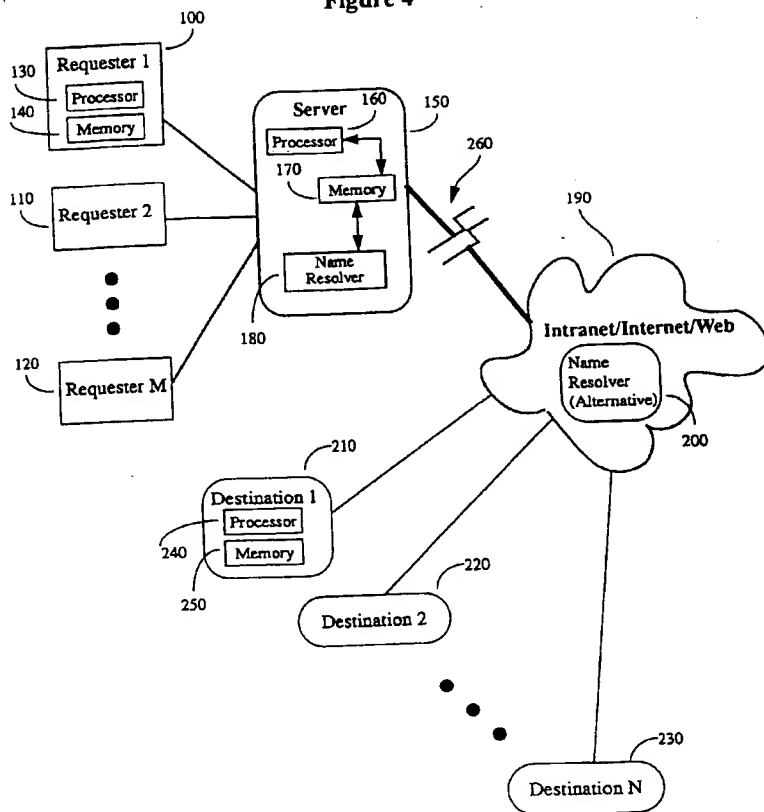 Figure 4
100
Requester 1
130
Processor
140
Memory
110
Requester 2
120
Requester M
Server
160
150
Processor
170
Memory
Name
Resolver
180
260
190
Intranet/Internet/Web
Name
Resolver
(Alternative)
200
210
Destination 1
Processor
240
Memory
250
220
Destination 2
230
Destination N